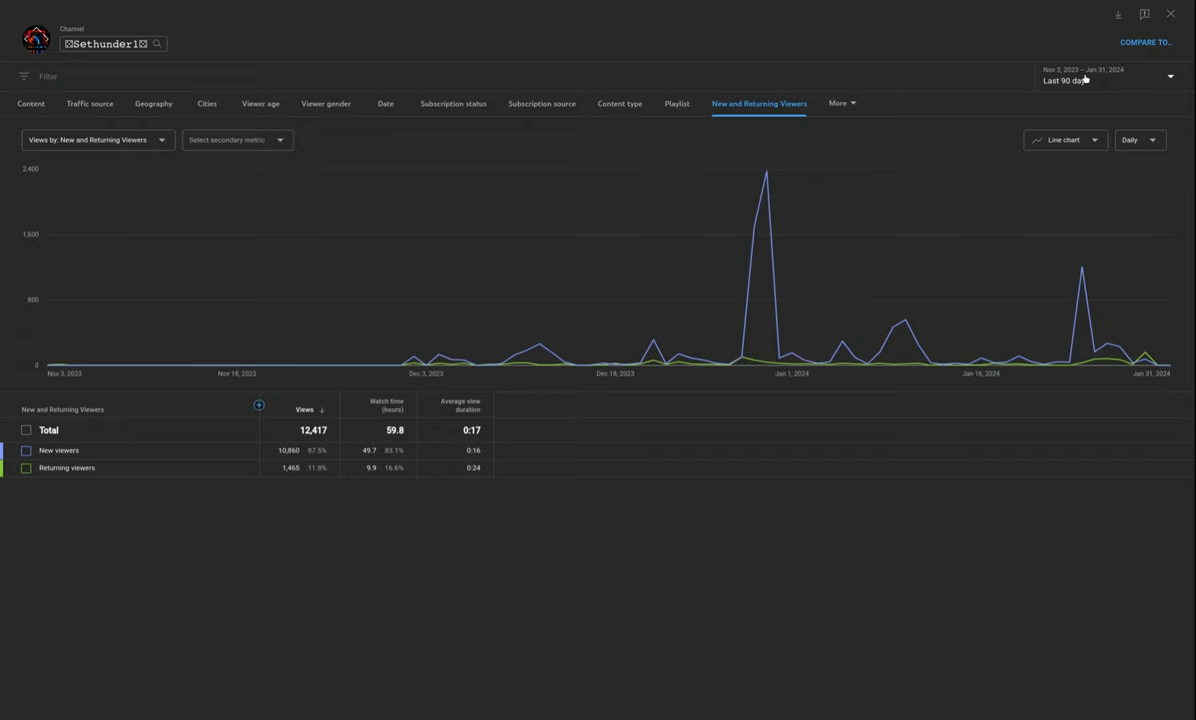 Channel
Sethunder1
COMPARE TO...
Filter
Nov 3, 2023 – Jan 31, 2024
Last 90 days
Content Traffic source Geography Cities Viewer age Viewer gender Date Subscription status Subscription source Content type Playlist New and Returning Viewers More
Views by: New and Returning Viewers Select secondary metric Line chart Daily
2,400
1,600
800
0
Nov 3, 2023 Nov 18, 2023 Dec 3, 2023 Dec 18, 2023 Jan 1, 2024 Jan 16, 2024 Jan 31, 2024
New and Returning Viewers Views Watch time (hours) Average view duration
Total 12,417 59.8 0:17
New viewers 10,860 87.5% 49.7 83.1% 0:16
Returning viewers 1,465 11.8% 9.9 16.6% 0:24